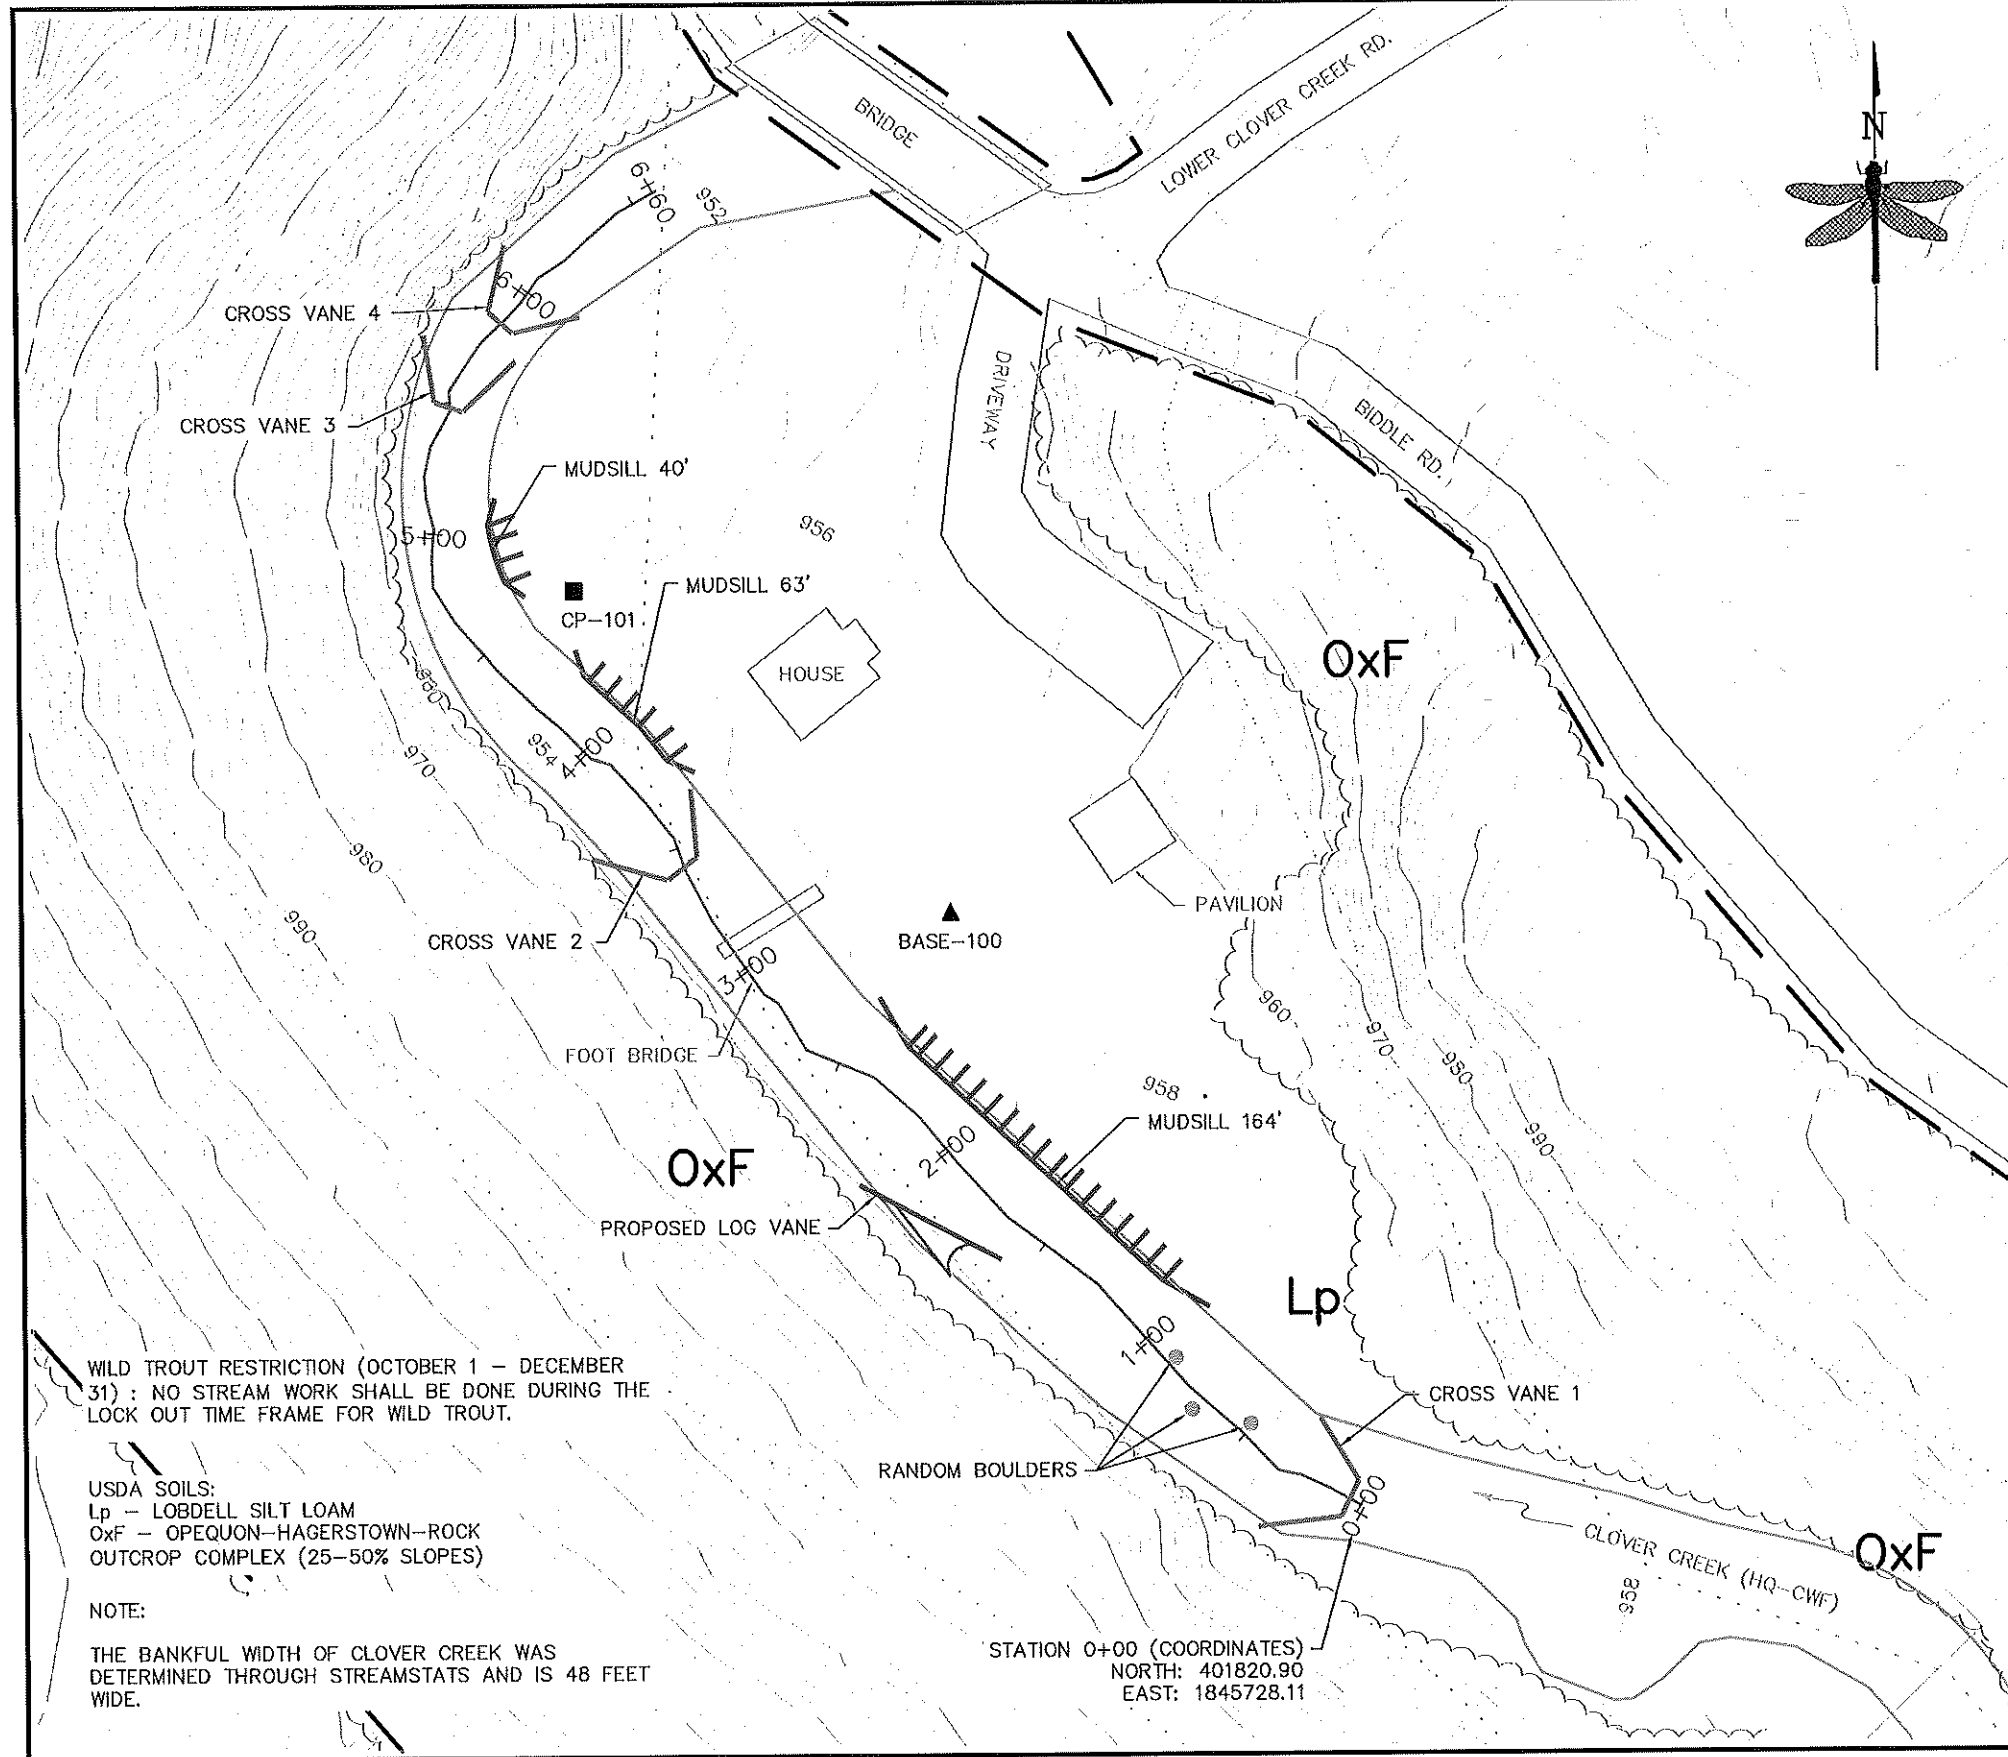 BRIDGE
LOWER CLOVER CREEK RD.
N
6+60
952
6+00
CROSS VANE 4
CROSS VANE 3
DRIVEWAY
BIDDLE RD.
MUDSILL 40'
956
5+00
MUDSILL 63'
CP-101
HOUSE
OxF
980
954
4+00
970
980
PAVILION
990
CROSS VANE 2
BASE-100
3+00
960
970
980
FOOT BRIDGE
958
MUDSILL 164'
990
2+00
OxF
PROPOSED LOG VANE
Lp
1+00
WILD TROUT RESTRICTION (OCTOBER 1 - DECEMBER
31) : NO STREAM WORK SHALL BE DONE DURING THE
LOCK OUT TIME FRAME FOR WILD TROUT.
CROSS VANE 1
RANDOM BOULDERS
0+00
USDA SOILS:
Lp - LOBDELL SILT LOAM
OxF - OPEQUON-HAGERSTOWN-ROCK
OUTCROP COMPLEX (25-50% SLOPES)
CLOVER CREEK (HQ-CWF)
OxF
958
NOTE:
THE BANKFUL WIDTH OF CLOVER CREEK WAS
DETERMINED THROUGH STREAMSTATS AND IS 48 FEET
WIDE.
STATION 0+00 (COORDINATES)
NORTH: 401820.90
EAST: 1845728.11